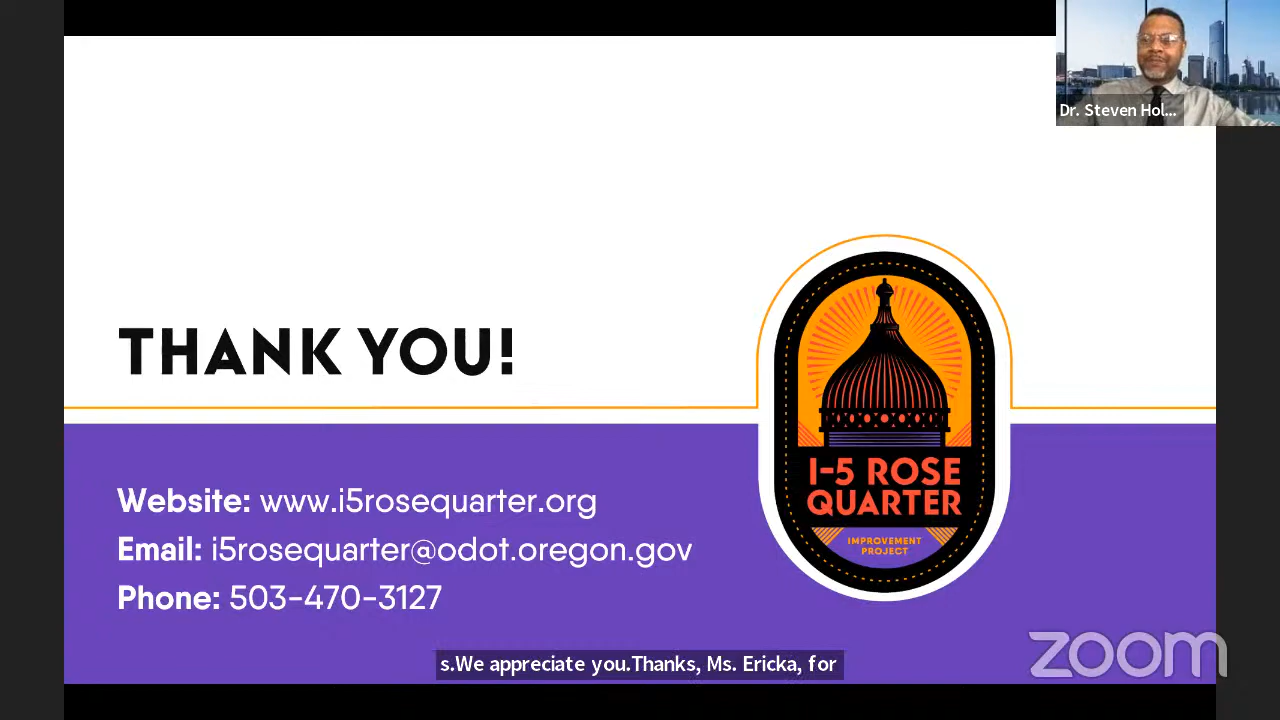 Dr. Steven Hol...
THANK YOU!
I-5 ROSE
QUARTER
IMPROVEMENT
PROJECT
Website: www.i5rosequarter.org
Email: i5rosequarter@odot.oregon.gov
Phone: 503-470-3127
s.We appreciate you.Thanks, Ms. Ericka, for
zoom